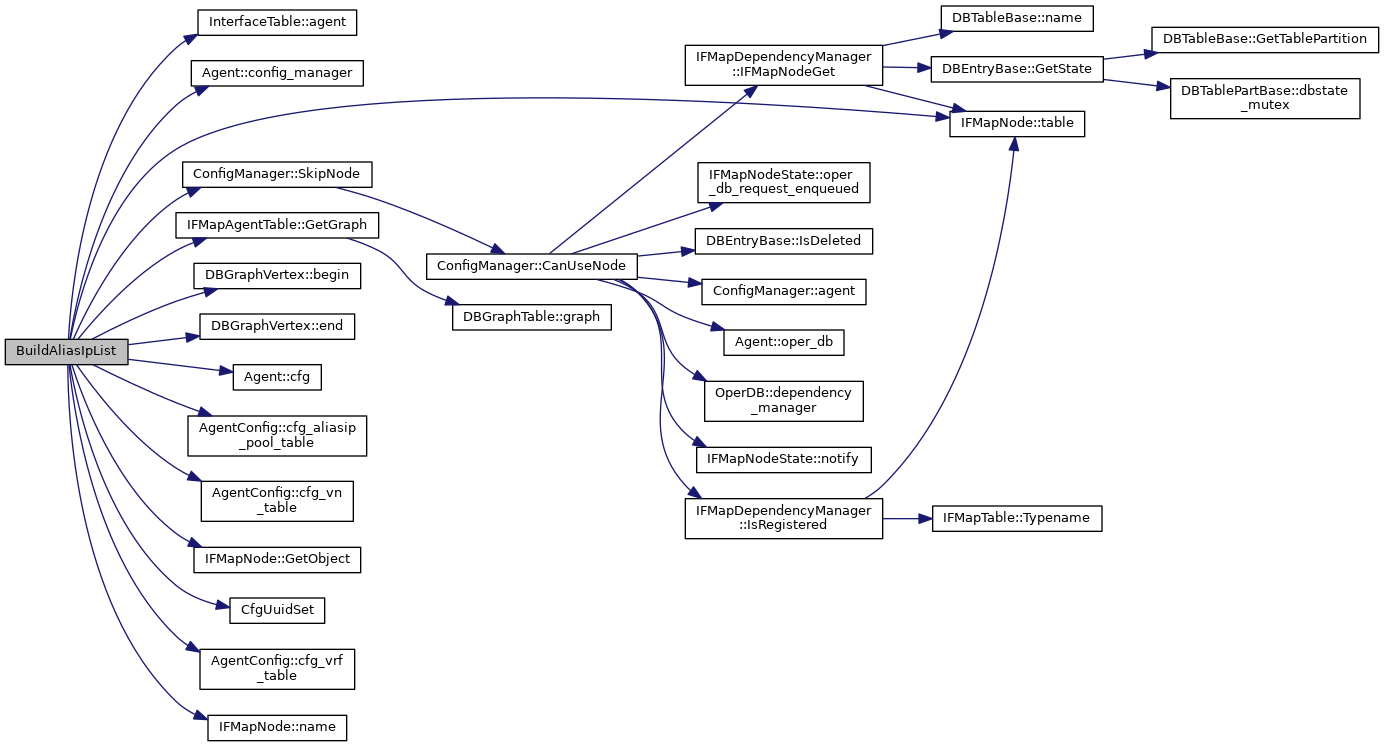 BuildAliasIpList
InterfaceTable::agent
Agent::config_manager
ConfigManager::SkipNode
IFMapAgentTable::GetGraph
DBGraphVertex::begin
DBGraphVertex::end
Agent::cfg
AgentConfig::cfg_aliasip
_pool_table
AgentConfig::cfg_vn
_table
IFMapNode::GetObject
CfgUuidSet
AgentConfig::cfg_vrf
_table
IFMapNode::name
ConfigManager::CanUseNode
DBGraphTable::graph
IFMapDependencyManager
::IFMapNodeGet
IFMapNodeState::oper
_db_request_enqueued
DBEntryBase::IsDeleted
ConfigManager::agent
Agent::oper_db
OperDB::dependency
_manager
IFMapNodeState::notify
IFMapDependencyManager
::IsRegistered
DBTableBase::name
DBEntryBase::GetState
IFMapNode::table
IFMapTable::Typename
DBTableBase::GetTablePartition
DBTablePartBase::dbstate
_mutex